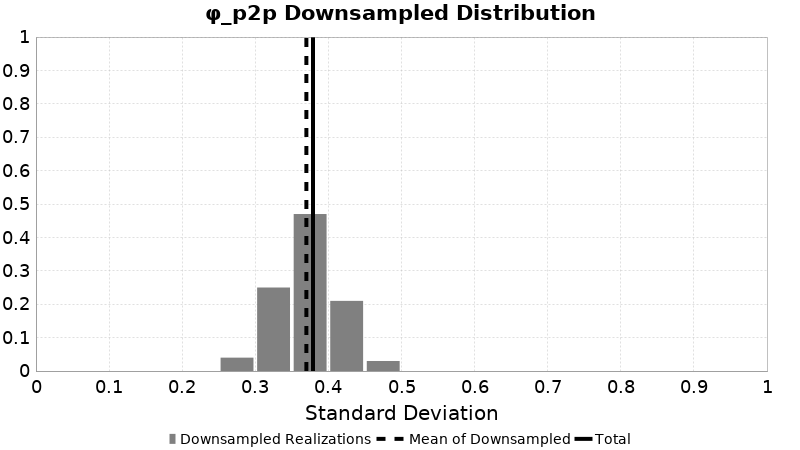 φ_p2p Downsampled Distribution
1
0.9
0.8
0.7
0.6
0.5
0.4
0.3
0.2
0.1
0
0 0.1 0.2 0.3 0.4 0.5 0.6 0.7 0.8 0.9 1
Standard Deviation
Downsampled Realizations Mean of Downsampled Total